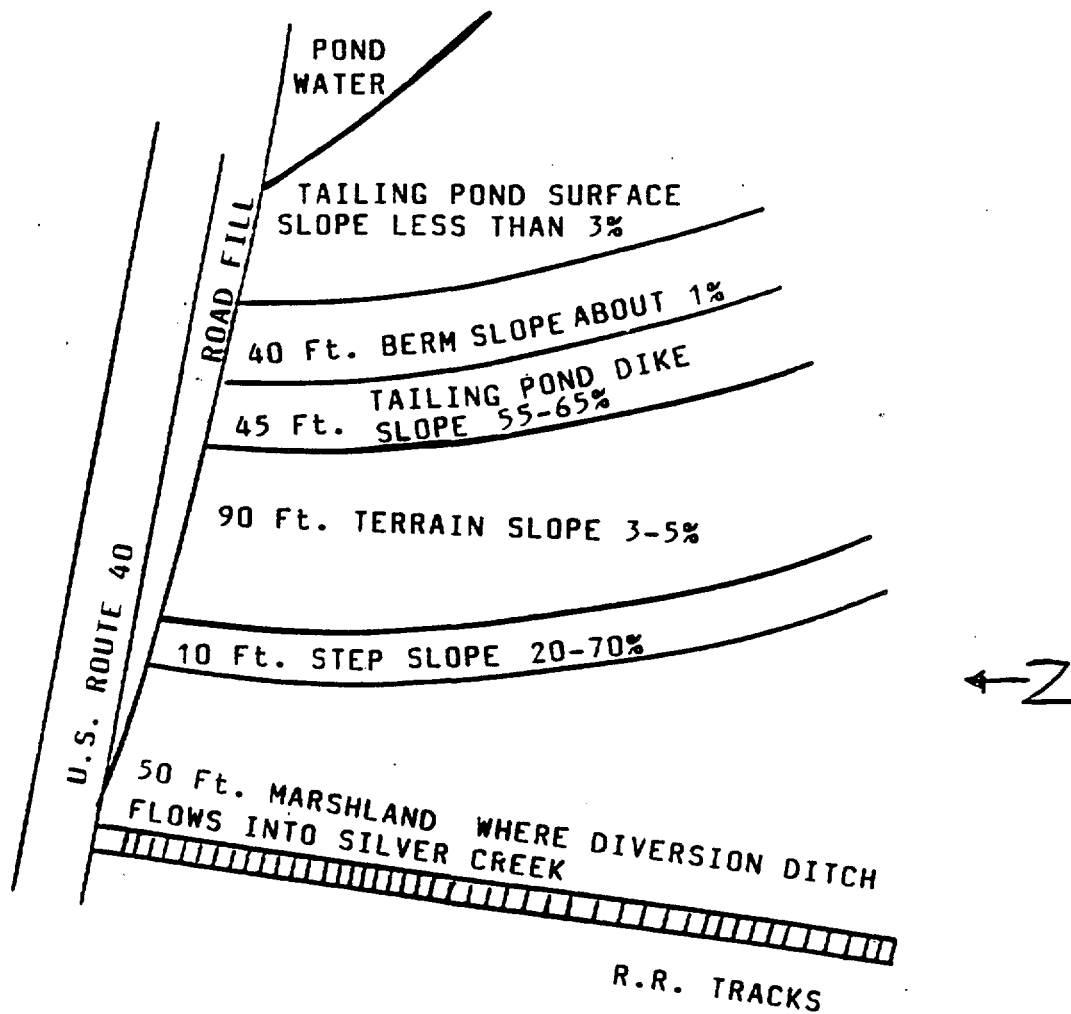 POND
WATER
TAILING POND SURFACE
SLOPE LESS THAN 3%
ROAD FILL
40 Ft. BERM SLOPE ABOUT 1%
TAILING POND DIKE
45 Ft. SLOPE 55-65%
90 Ft. TERRAIN SLOPE 3-5%
U.S. ROUTE 40
10 Ft. STEP SLOPE 20-70%
Z
50 Ft. MARSHLAND WHERE DIVERSION DITCH
FLOWS INTO SILVER CREEK
R.R. TRACKS